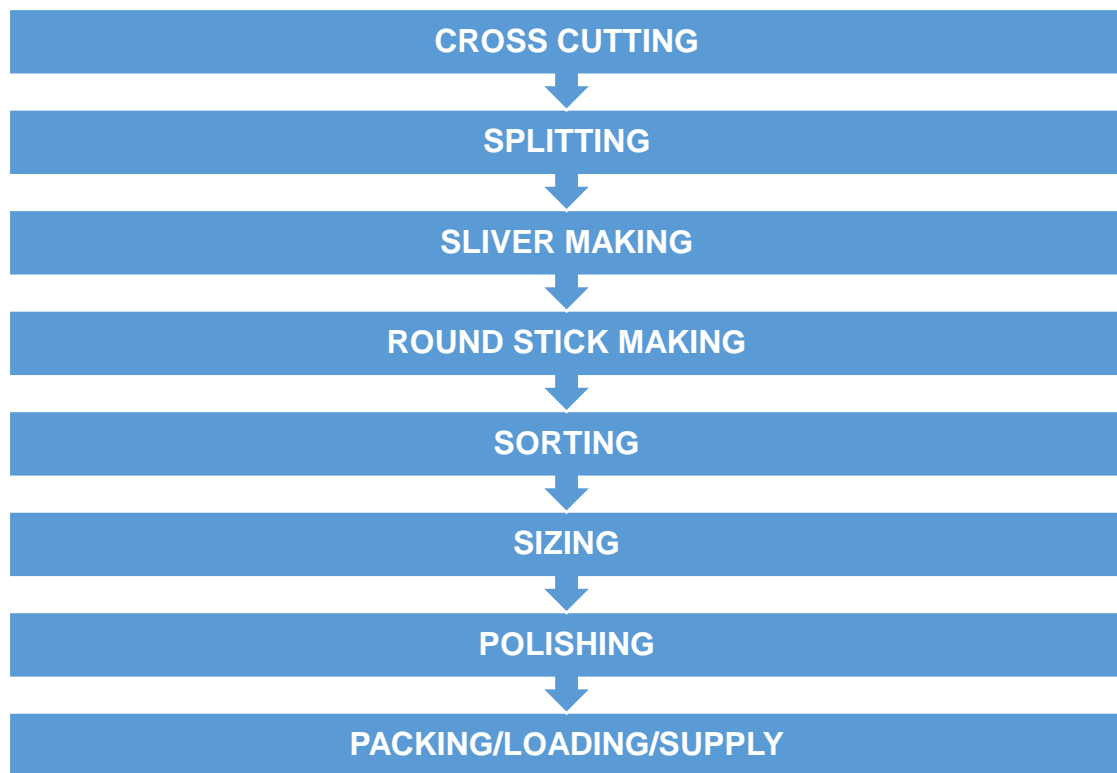 CROSS CUTTING
SPLITTING
SLIVER MAKING
ROUND STICK MAKING
SORTING
SIZING
POLISHING
PACKING/LOADING/SUPPLY